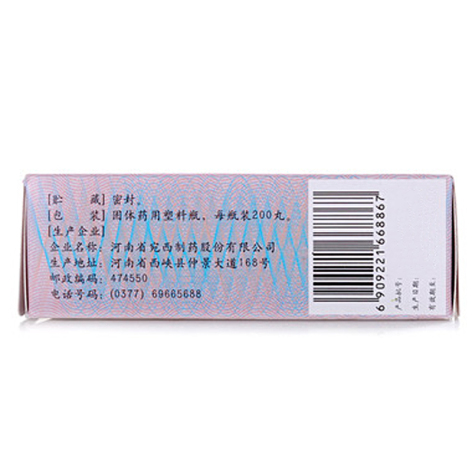 [贮 藏] 密封。
[包 装] 固体药用塑料瓶，每瓶装200丸。
[生产企业]
企业名称：河南省宛西制药股份有限公司
生产地址：河南省西峡县仲景大道168号
邮政编码：474550
电话号码：(0377) 69665688
6909221668867
产品批号：
生产日期：
有效期至：